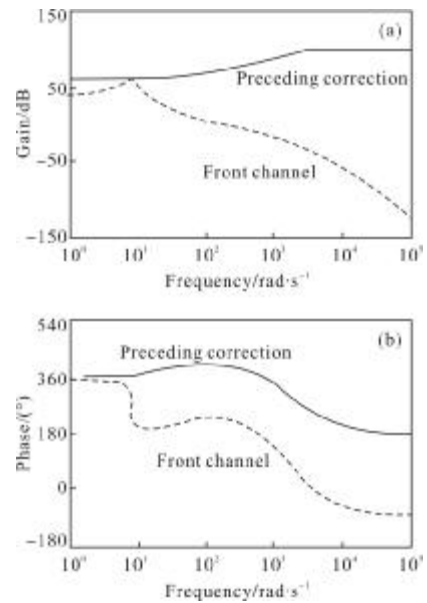 (a)
150
50
−50
−150
Gain/dB
Preceding correction
Front channel
10⁰ 10¹ 10² 10³ 10⁴ 10⁵
Frequency/rad·s⁻¹
(b)
540
360
180
0
−180
Phase/(°)
Preceding correction
Front channel
10⁰ 10¹ 10² 10³ 10⁴ 10⁵
Frequency/rad·s⁻¹